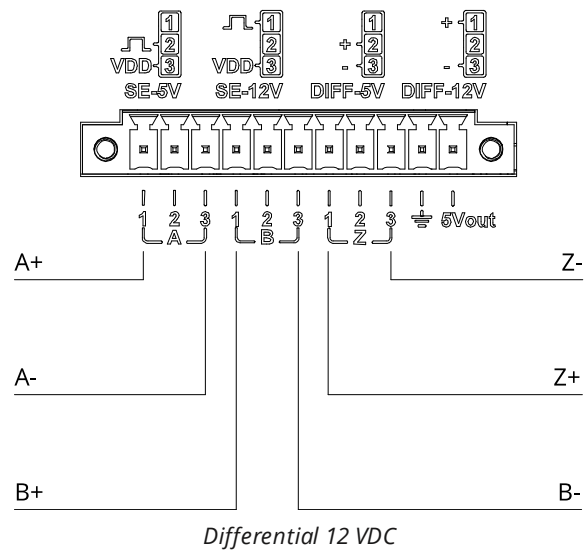 1 1 1 1
2 2 + 2 2
VDD 3 VDD 3 - 3 - 3
SE-5V SE-12V DIFF-5V DIFF-12V
1 2 3 1 2 3 1 2 3 5Vout
A B Z
A+ Z-
A- Z+
B+ B-
Differential 12 VDC